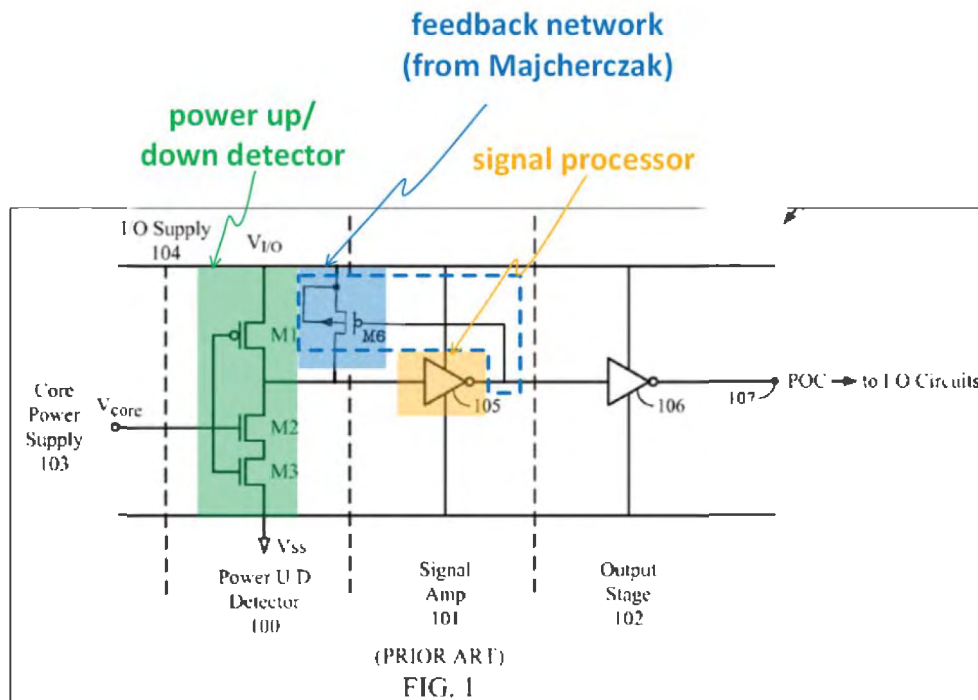 feedback network
(from Majcherczak)
power up/
down detector
signal processor
I/O Supply
104
VI/O
M1
M6
Core
Power
Supply
103
Vcore
M2
M3
105
106
107
POC
to I/O Circuits
Vss
Power U D
Detector
100
Signal
Amp
101
Output
Stage
102
(PRIOR ART)
FIG. 1